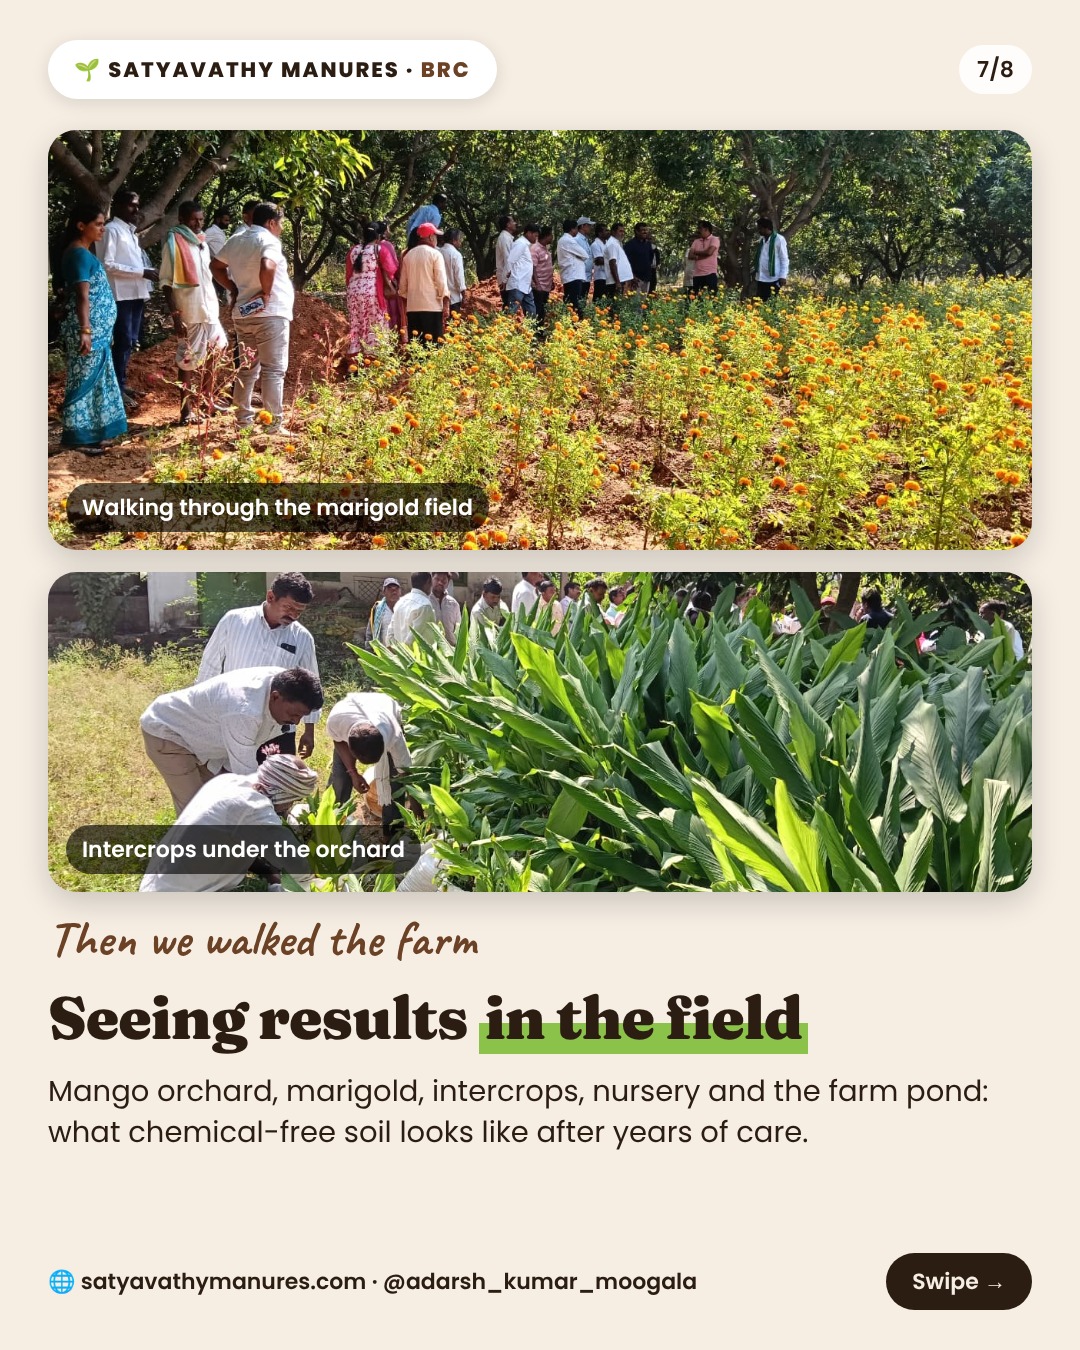 🌱 SATYAVATHY MANURES · BRC
7/8
Walking through the marigold field
Intercrops under the orchard
Then we walked the farm
Seeing results in the field
Mango orchard, marigold, intercrops, nursery and the farm pond:
what chemical-free soil looks like after years of care.
🌐 satyavathymanures.com · @adarsh_kumar_moogala
Swipe →